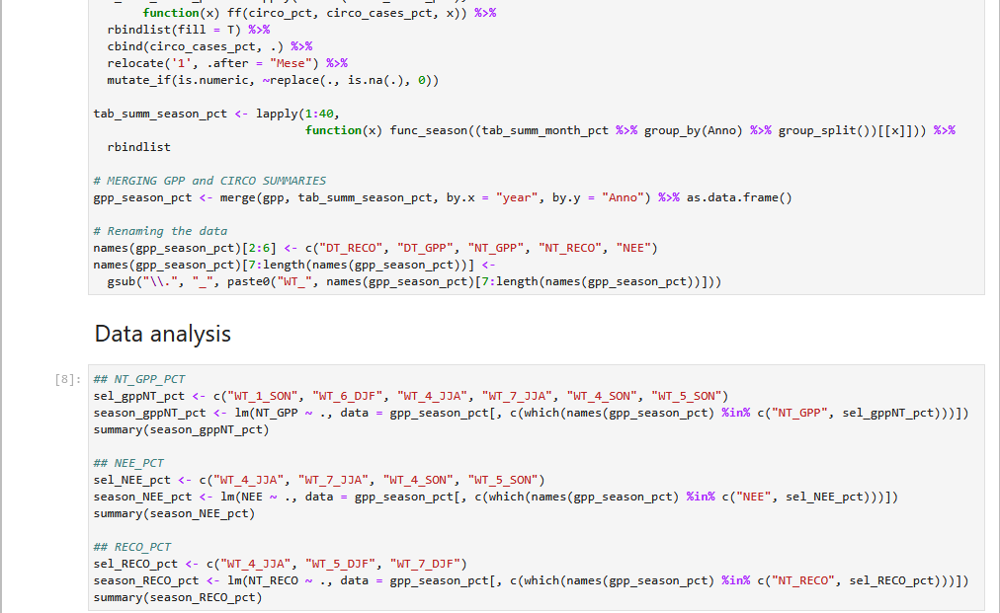 function(x) ff(circo_pct, circo_cases_pct, x)) %>%
rbindlist(fill = T) %>%
cbind(circo_cases_pct, .) %>%
relocate('1', .after = "Mese") %>%
mutate_if(is.numeric, ~replace(., is.na(.), 0))
tab_summ_season_pct <- lapply(1:40,
function(x) func_season((tab_summ_month_pct %>% group_by(Anno) %>% group_split())[[x]])) %>%
rbindlist
# MERGING GPP and CIRCO SUMMARIES
gpp_season_pct <- merge(gpp, tab_summ_season_pct, by.x = "year", by.y = "Anno") %>% as.data.frame()
# Renaming the data
names(gpp_season_pct)[2:6] <- c("DT_RECO", "DT_GPP", "NT_GPP", "NT_RECO", "NEE")
names(gpp_season_pct)[7:length(names(gpp_season_pct))] <-
gsub("\\.", "_", paste0("WT_", names(gpp_season_pct)[7:length(names(gpp_season_pct))]))
Data analysis
[8]: ## NT_GPP_PCT
sel_gppNT_pct <- c("WT_1_SON", "WT_6_DJF", "WT_4_JJA", "WT_7_JJA", "WT_4_SON", "WT_5_SON")
season_gppNT_pct <- lm(NT_GPP ~ ., data = gpp_season_pct[, c(which(names(gpp_season_pct) %in% c("NT_GPP", sel_gppNT_pct)))])
summary(season_gppNT_pct)
## NEE_PCT
sel_NEE_pct <- c("WT_4_JJA", "WT_7_JJA", "WT_4_SON", "WT_5_SON")
season_NEE_pct <- lm(NEE ~ ., data = gpp_season_pct[, c(which(names(gpp_season_pct) %in% c("NEE", sel_NEE_pct)))])
summary(season_NEE_pct)
## RECO_PCT
sel_RECO_pct <- c("WT_4_JJA", "WT_5_DJF", "WT_7_DJF")
season_RECO_pct <- lm(NT_RECO ~ ., data = gpp_season_pct[, c(which(names(gpp_season_pct) %in% c("NT_RECO", sel_RECO_pct)))])
summary(season_RECO_pct)